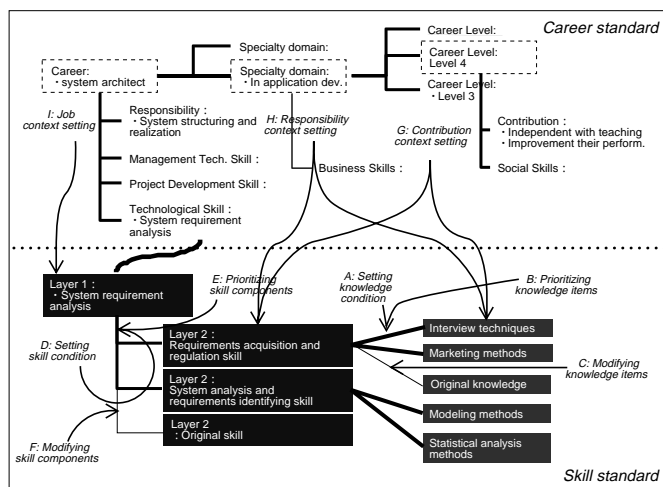 Career standard
Career Level:
Specialty domain:
Career:
・system architect
Specialty domain:
・In application dev.
Career Level:
Level 4
Career Level:
・Level 3
I: Job
context setting
Responsibility :
・System structuring and
realization
H: Responsibility
context setting
G: Contribution
context setting
Contribution :
・Independent with teaching
・Improvement their perform.
Management Tech. Skill :
Business Skills :
Social Skills :
Project Development Skill :
Technological Skill :
・System requirement
analysis
Layer 1 :
・System requirement
analysis
E: Prioritizing
skill components
A: Setting
knowledge
condition
B: Prioritizing
knowledge items
D: Setting
skill condition
Layer 2 :
Requirements acquisition and
regulation skill
Interview techniques
Marketing methods
C: Modifying
knowledge items
Original knowledge
Layer 2 :
System analysis and
requirements identifying skill
Modeling methods
Layer 2
: Original skill
F: Modifying
skill components
Statistical analysis
methods
Skill standard